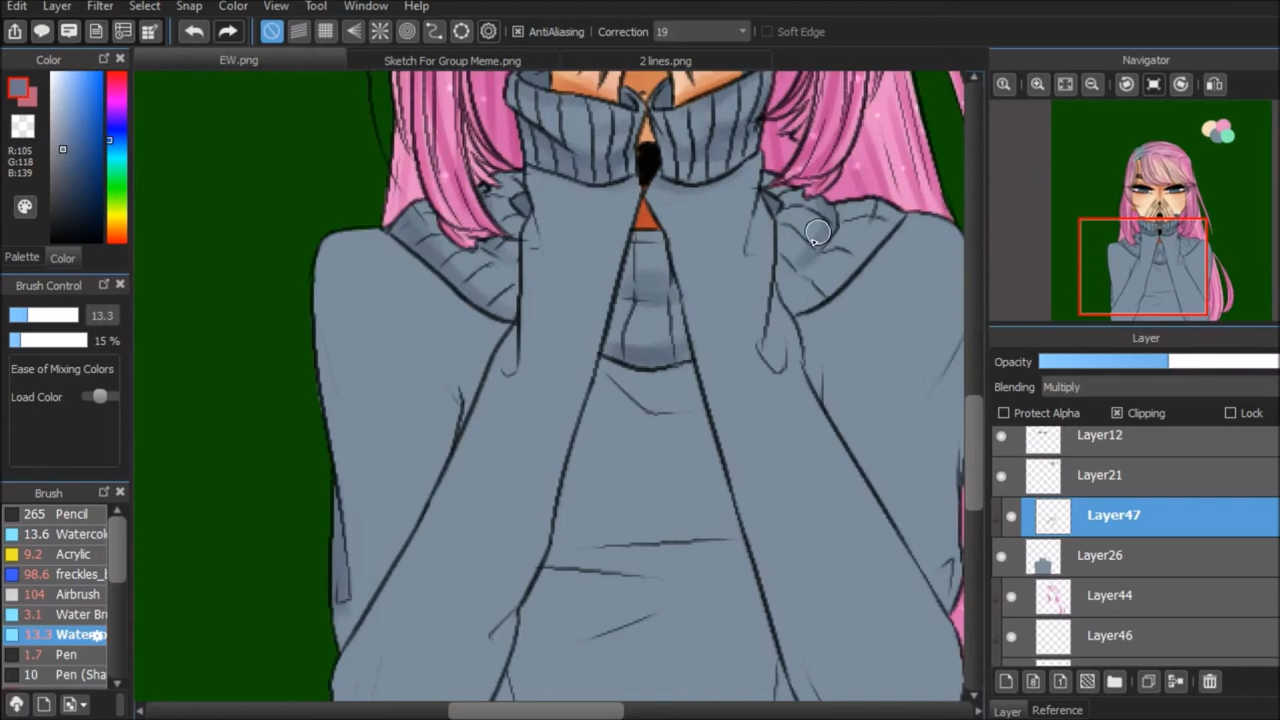 Edit Layer Filter Select Snap Color View Tool Window Help
AntiAliasing Correction 19 Soft Edge
Color
EW.png Sketch For Group Meme.png 2 lines.png
Navigator
R:105
G:118
B:139
Palette Color
Brush Control
13.3
15 %
Ease of Mixing Colors
Load Color
Brush
265 Pencil
13.6 Watercol
9.2 Acrylic
98.6 freckles_b
104 Airbrush
3.1 Water Bru
13.3 Water
1.7 Pen
10 Pen (Sha
Layer
Opacity
Blending Multiply
Protect Alpha Clipping Lock
Layer12
Layer21
Layer47
Layer26
Layer44
Layer46
Layer Reference